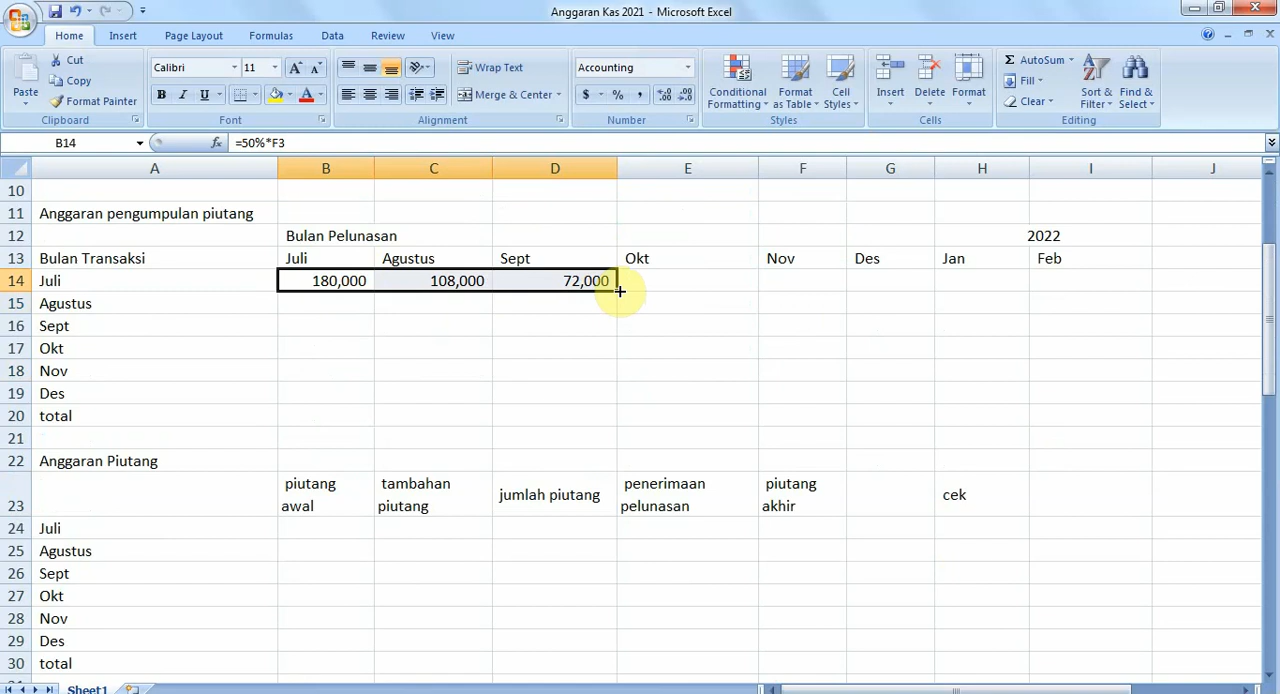 Anggaran Kas 2021 - Microsoft Excel
Home Insert Page Layout Formulas Data Review View
Paste
Cut
Copy
Format Painter
Clipboard
Calibri 11
B I U
Font
Wrap Text
Merge & Center
Alignment
Accounting
$ % ,
Number
Conditional Formatting
Format as Table
Cell Styles
Styles
Insert Delete Format
Cells
Σ AutoSum
Fill
Clear
Sort & Filter
Find & Select
Editing
B14 fx =50%*F3
A B C D E F G H I J
10
11 Anggaran pengumpulan piutang
12 Bulan Pelunasan 2022
13 Bulan Transaksi Juli Agustus Sept Okt Nov Des Jan Feb
14 Juli 180,000 108,000 72,000
15 Agustus
16 Sept
17 Okt
18 Nov
19 Des
20 total
21
22 Anggaran Piutang
23 piutang awal tambahan piutang jumlah piutang penerimaan pelunasan piutang akhir cek
24 Juli
25 Agustus
26 Sept
27 Okt
28 Nov
29 Des
30 total
Sheet1